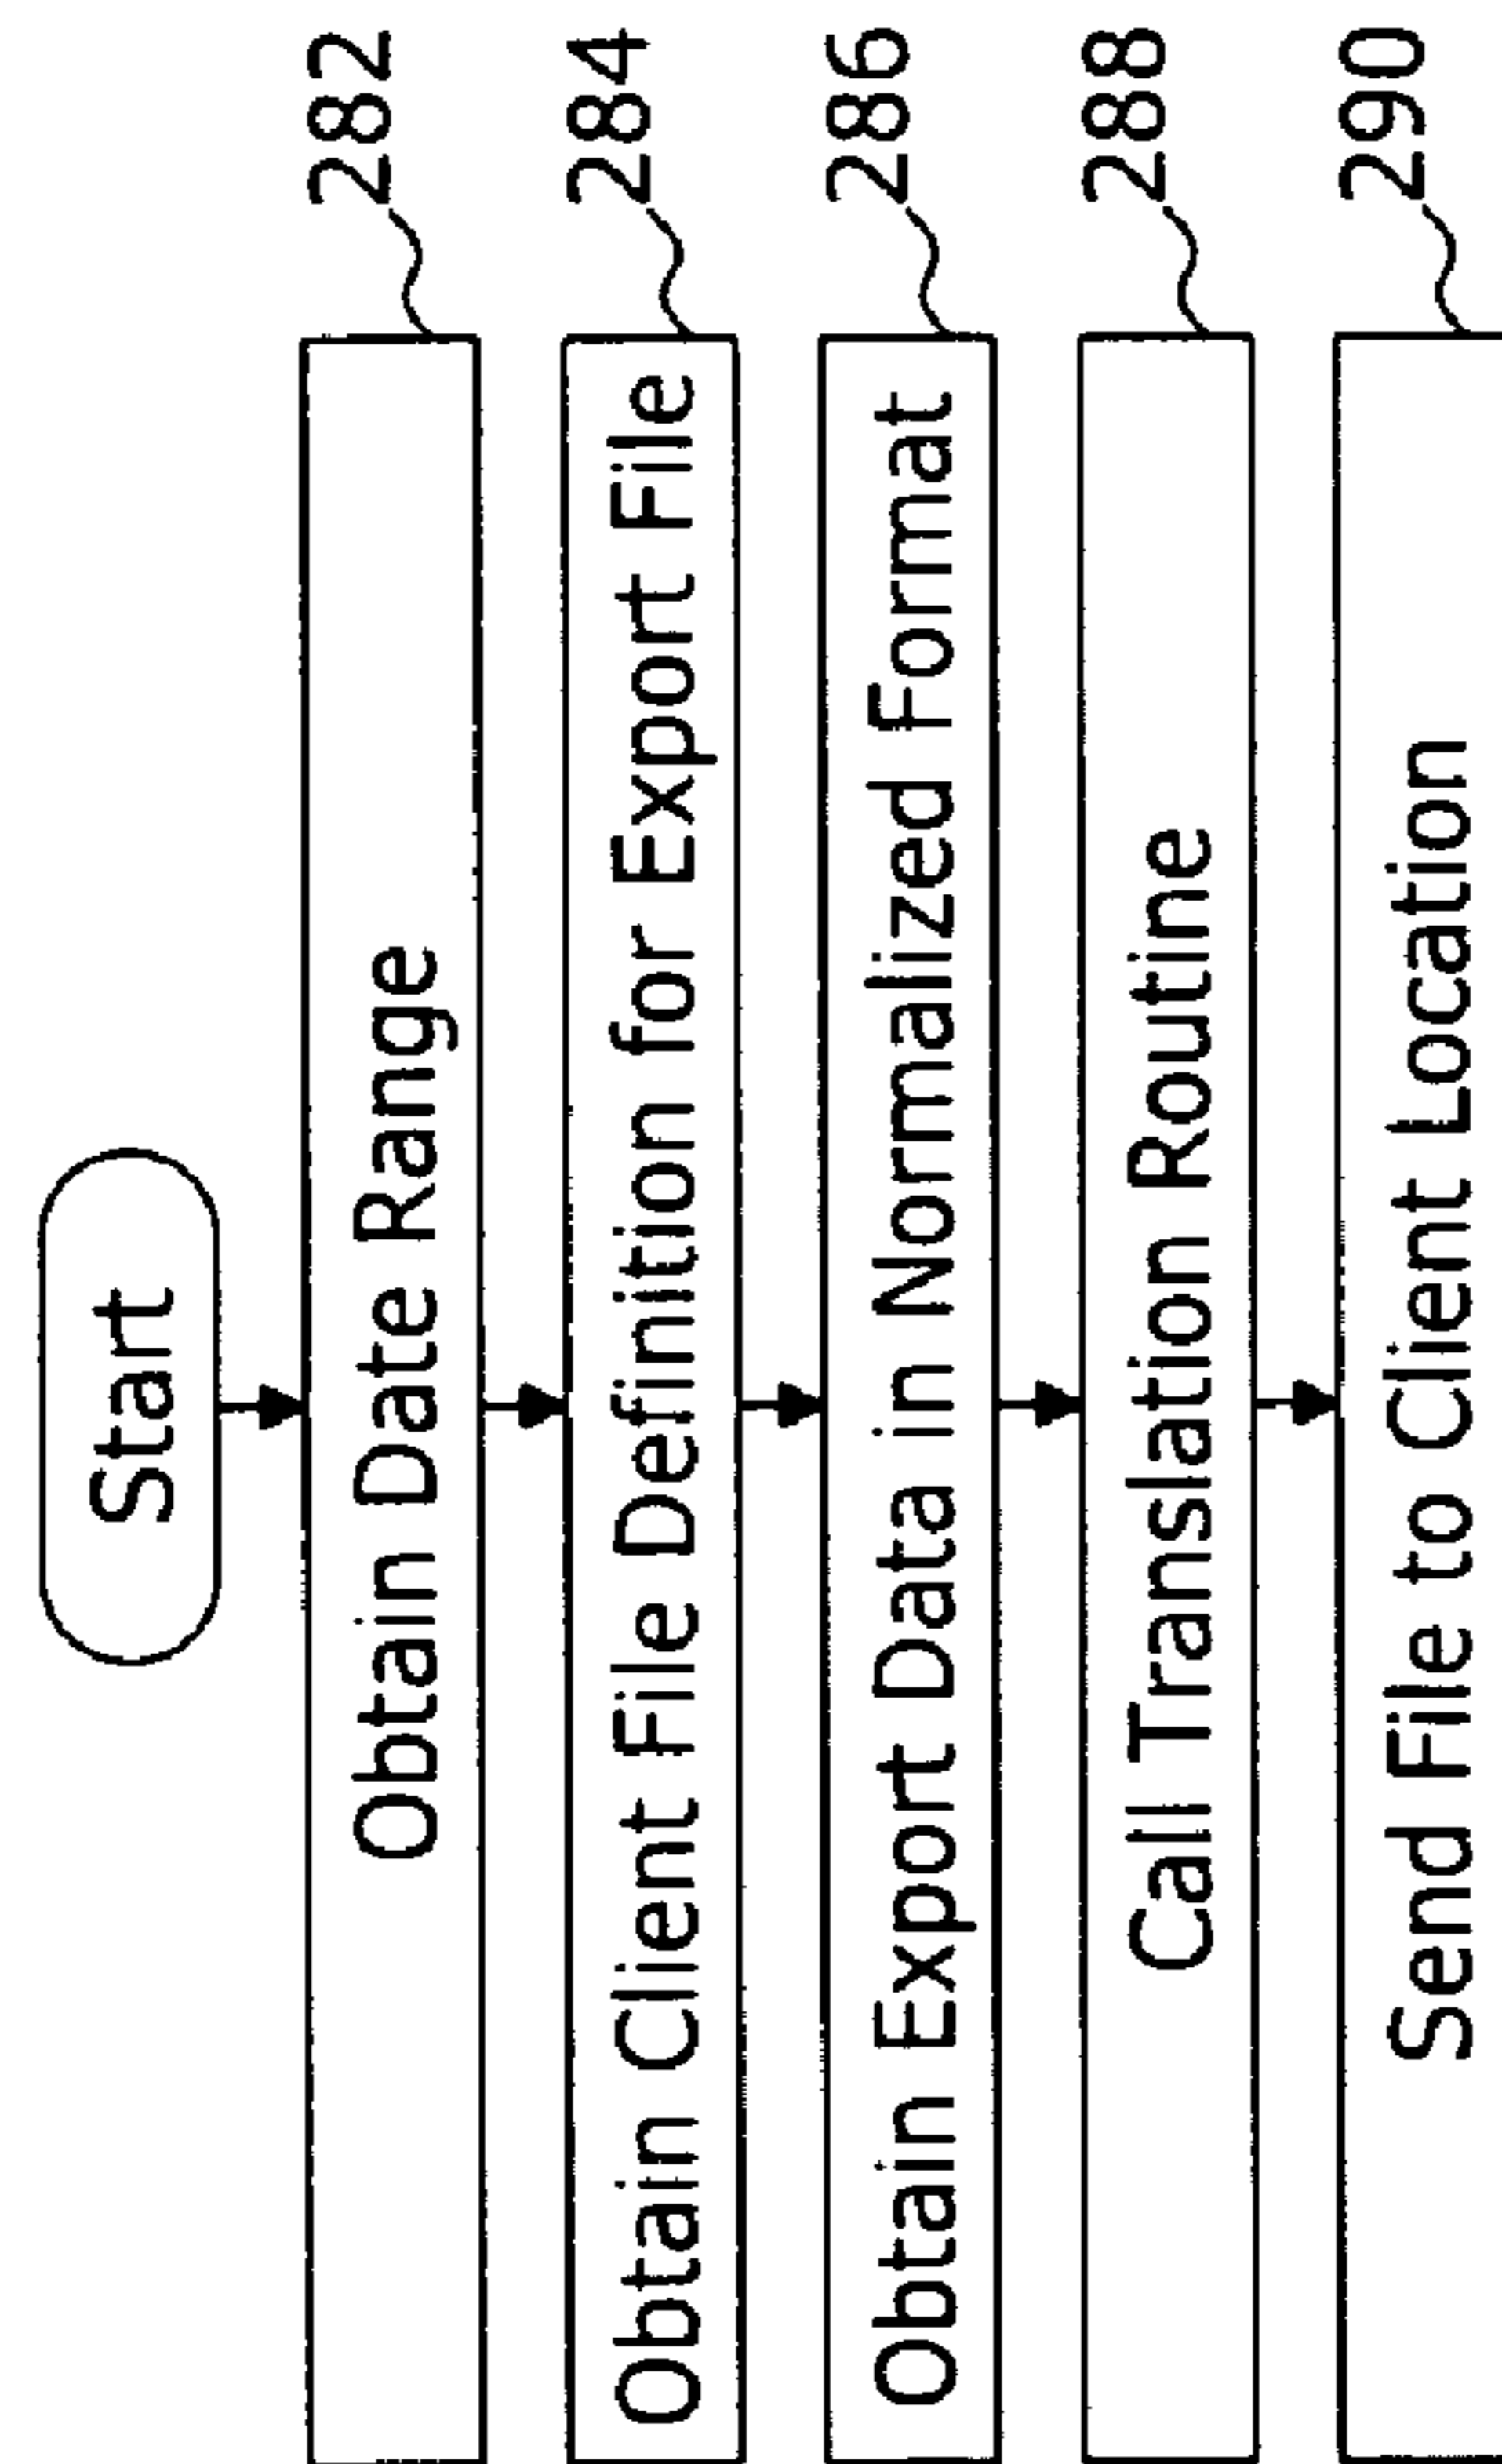 Start
Obtain Date Range
282
Obtain Client File Definition for Export File
284
Obtain Export Data in Normalized Format
286
Call Translation Routine
288
Send File to Client Location
290